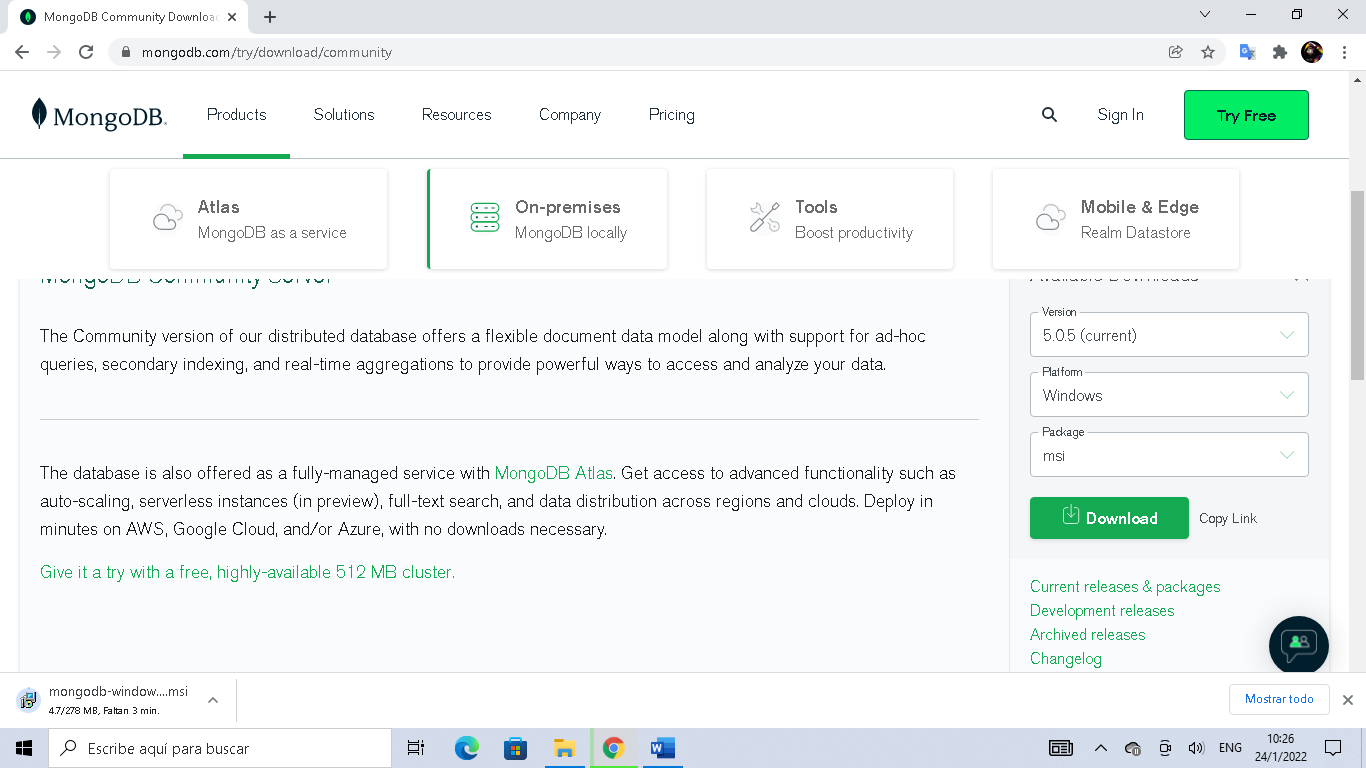 MongoDB Community Download
mongodb.com/try/download/community
MongoDB.
Products
Solutions
Resources
Company
Pricing
Sign In
Try Free
Atlas
MongoDB as a service
On-premises
MongoDB locally
Tools
Boost productivity
Mobile & Edge
Realm Datastore
MongoDB Community Server
The Community version of our distributed database offers a flexible document data model along with support for ad-hoc
queries, secondary indexing, and real-time aggregations to provide powerful ways to access and analyze your data.
The database is also offered as a fully-managed service with MongoDB Atlas. Get access to advanced functionality such as
auto-scaling, serverless instances (in preview), full-text search, and data distribution across regions and clouds. Deploy in
minutes on AWS, Google Cloud, and/or Azure, with no downloads necessary.
Give it a try with a free, highly-available 512 MB cluster.
Available Downloads
Version
5.0.5 (current)
Platform
Windows
Package
msi
Download
Copy Link
Current releases & packages
Development releases
Archived releases
Changelog
mongodb-window....msi
4.7/278 MB, Faltan 3 min.
Mostrar todo
Escribe aquí para buscar
ENG
10:26
24/1/2022